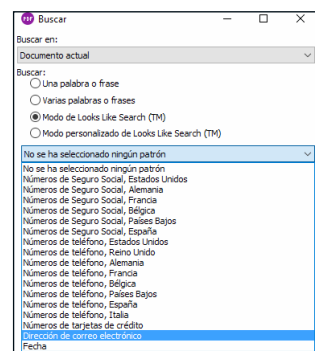 PDF Buscar
Buscar en:
Documento actual
Buscar:
Una palabra o frase
Varias palabras o frases
Modo de Looks Like Search (TM)
Modo personalizado de Looks Like Search (TM)
No se ha seleccionado ningún patrón
No se ha seleccionado ningún patrón
Números de Seguro Social, Estados Unidos
Números de Seguro Social, Alemania
Números de Seguro Social, Francia
Números de Seguro Social, Bélgica
Números de Seguro Social, Países Bajos
Números de Seguro Social, España
Números de teléfono, Estados Unidos
Números de teléfono, Reino Unido
Números de teléfono, Alemania
Números de teléfono, Francia
Números de teléfono, Bélgica
Números de teléfono, Países Bajos
Números de teléfono, España
Números de teléfono, Italia
Números de tarjetas de crédito
Dirección de correo electrónico
Fecha